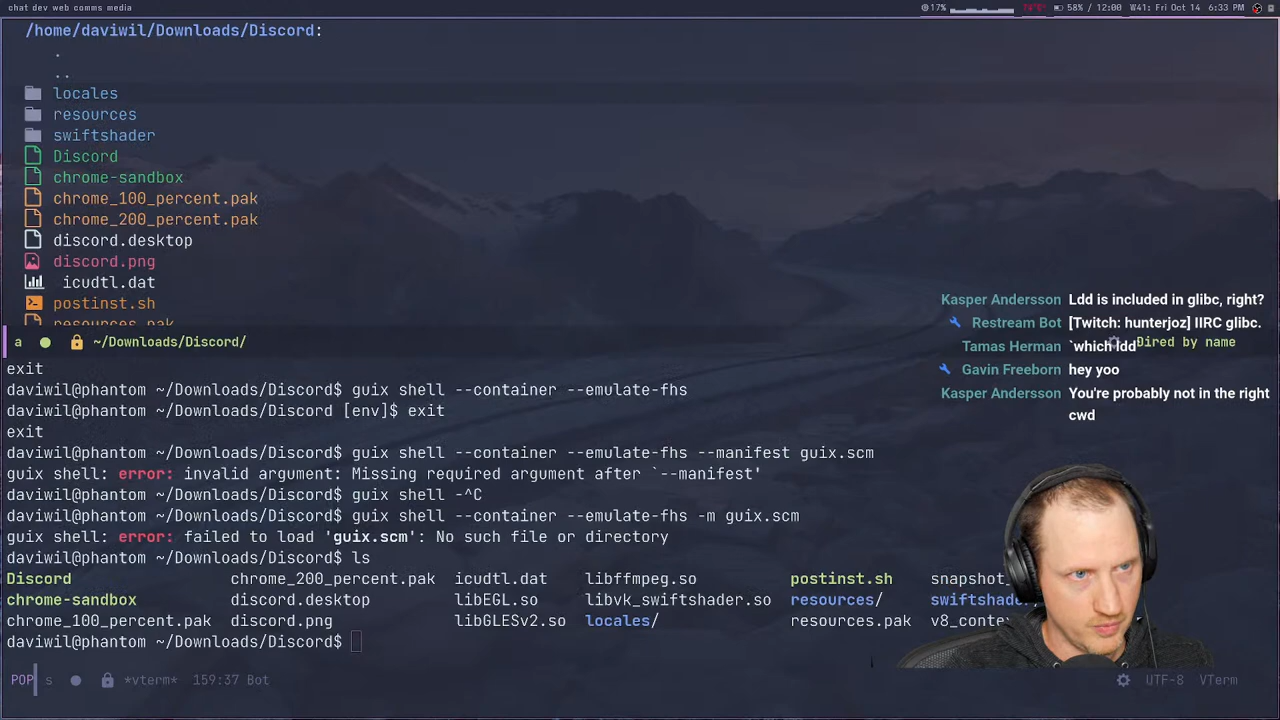 chat dev web comms media
17%
74°C
58% / 12:00
W41: Fri Oct 14
6:33 PM
/home/daviwil/Downloads/Discord:
.
..
locales
resources
swiftshader
Discord
chrome-sandbox
chrome_100_percent.pak
chrome_200_percent.pak
discord.desktop
discord.png
icudtl.dat
postinst.sh
resources.pak
a ~/Downloads/Discord/ Dired by name
Kasper Andersson Ldd is included in glibc, right?
Restream Bot [Twitch: hunterjoz] IIRC glibc.
Tamas Herman `which ldd`
Gavin Freeborn hey yoo
Kasper Andersson You're probably not in the right
cwd
exit
daviwil@phantom ~/Downloads/Discord$ guix shell --container --emulate-fhs
daviwil@phantom ~/Downloads/Discord [env]$ exit
exit
daviwil@phantom ~/Downloads/Discord$ guix shell --container --emulate-fhs --manifest guix.scm
guix shell: error: invalid argument: Missing required argument after `--manifest'
daviwil@phantom ~/Downloads/Discord$ guix shell -^C
daviwil@phantom ~/Downloads/Discord$ guix shell --container --emulate-fhs -m guix.scm
guix shell: error: failed to load 'guix.scm': No such file or directory
daviwil@phantom ~/Downloads/Discord$ ls
Discord chrome_200_percent.pak icudtl.dat libffmpeg.so postinst.sh snapshot_
chrome-sandbox discord.desktop libEGL.so libvk_swiftshader.so resources/ swiftshader/
chrome_100_percent.pak discord.png libGLESv2.so locales/ resources.pak v8_conte
daviwil@phantom ~/Downloads/Discord$
POP s *vterm* 159:37 Bot UTF-8 VTerm